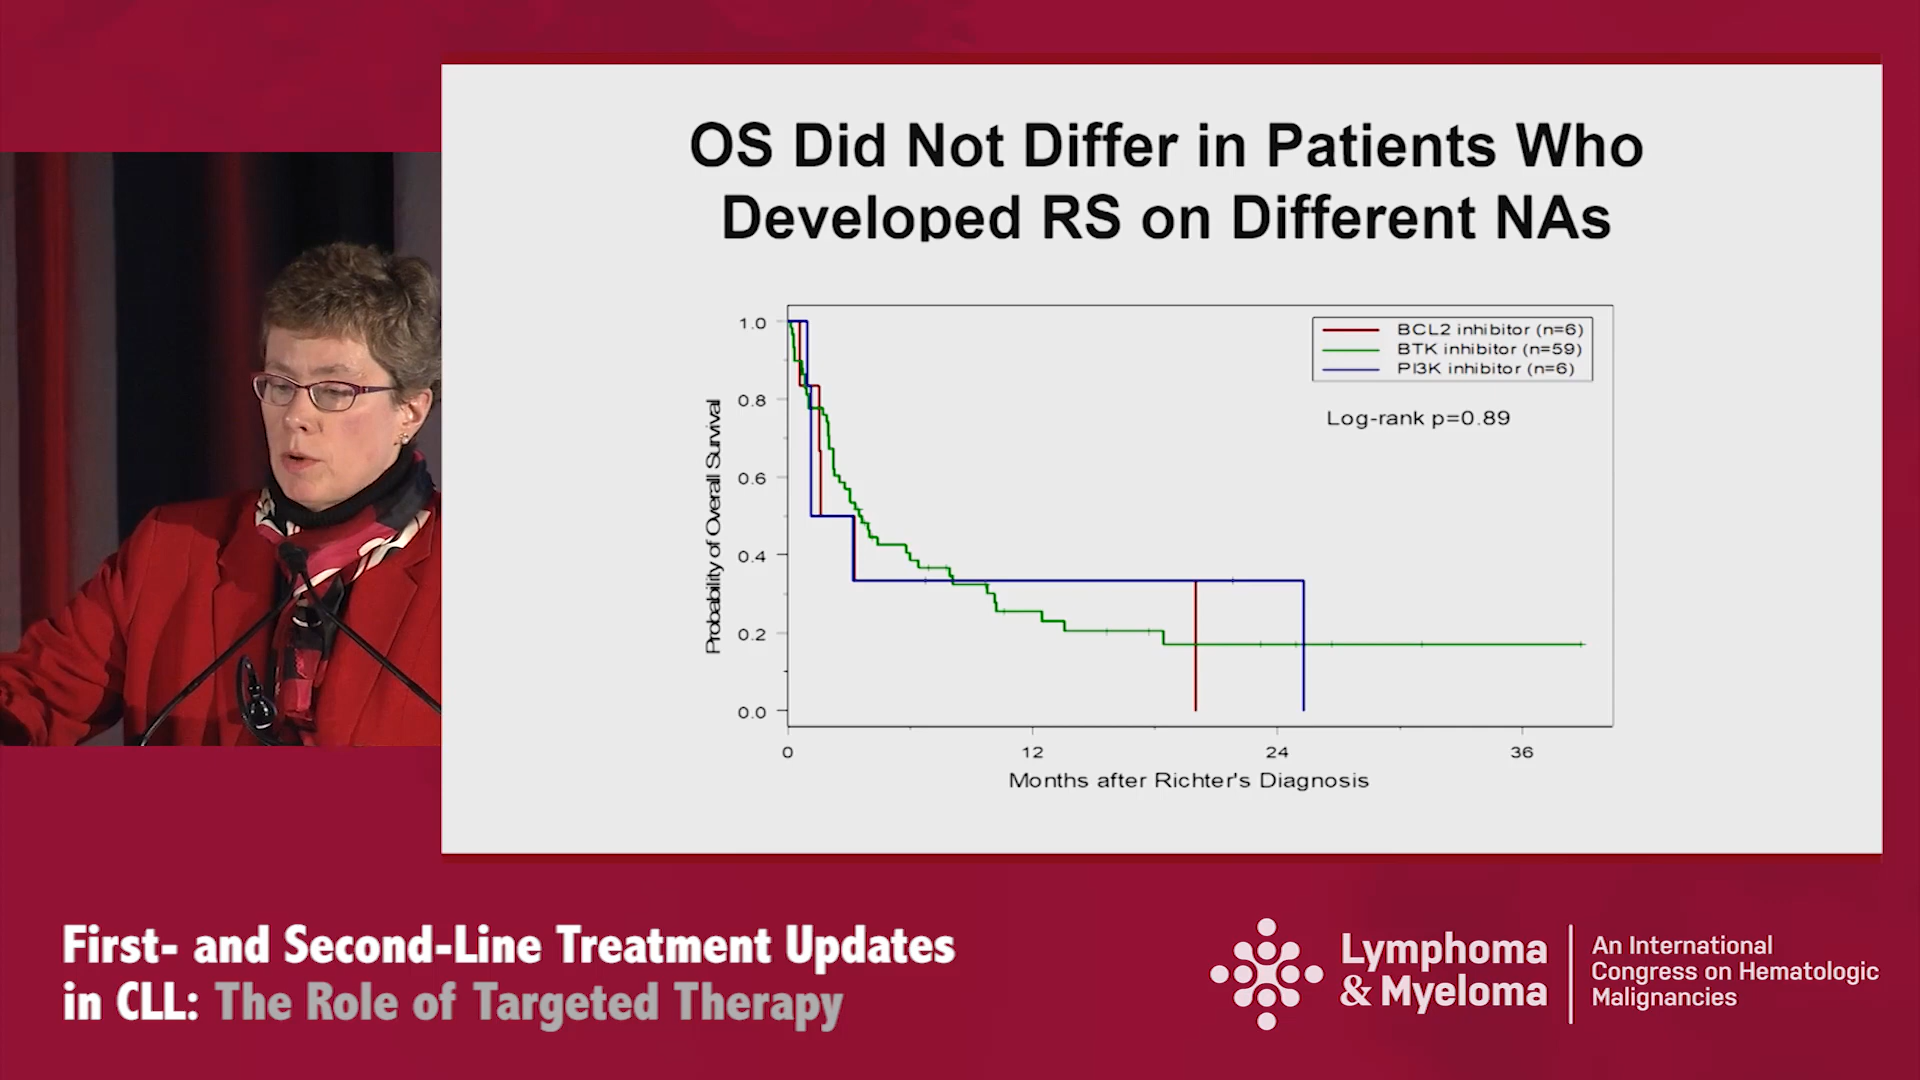 OS Did Not Differ in Patients Who
Developed RS on Different NAs
BCL2 inhibitor (n=6)
BTK inhibitor (n=59)
PI3K inhibitor (n=6)
Log-rank p=0.89
Probability of Overall Survival
1.0
0.8
0.6
0.4
0.2
0.0
0 12 24 36
Months after Richter's Diagnosis
First- and Second-Line Treatment Updates
in CLL: The Role of Targeted Therapy
Lymphoma
& Myeloma
An International
Congress on Hematologic
Malignancies